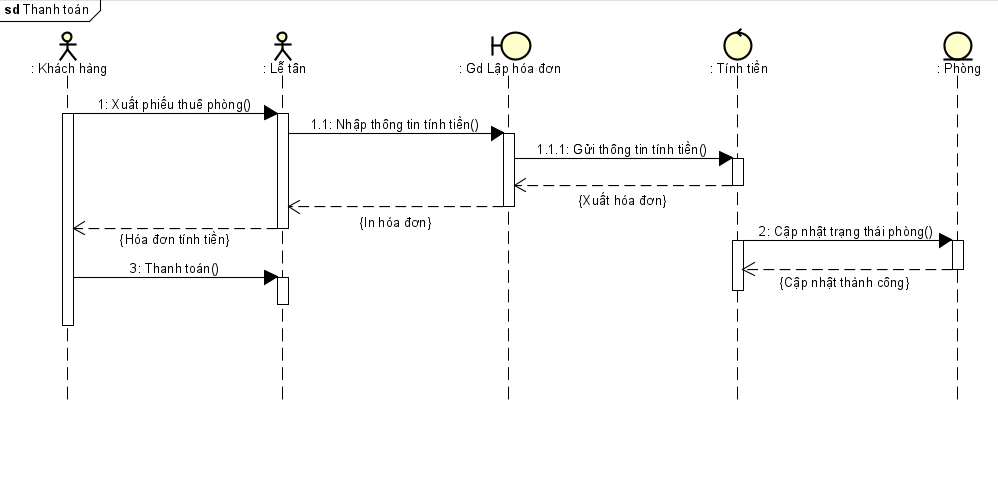 sd Thanh toán
: Khách hàng
: Lễ tân
: Gd Lập hóa đơn
: Tính tiền
: Phòng
1: Xuất phiếu thuê phòng()
1.1: Nhập thông tin tính tiền()
1.1.1: Gửi thông tin tính tiền()
{Xuất hóa đơn}
{In hóa đơn}
{Hóa đơn tính tiền}
2: Cập nhật trạng thái phòng()
3: Thanh toán()
{Cập nhật thành công}